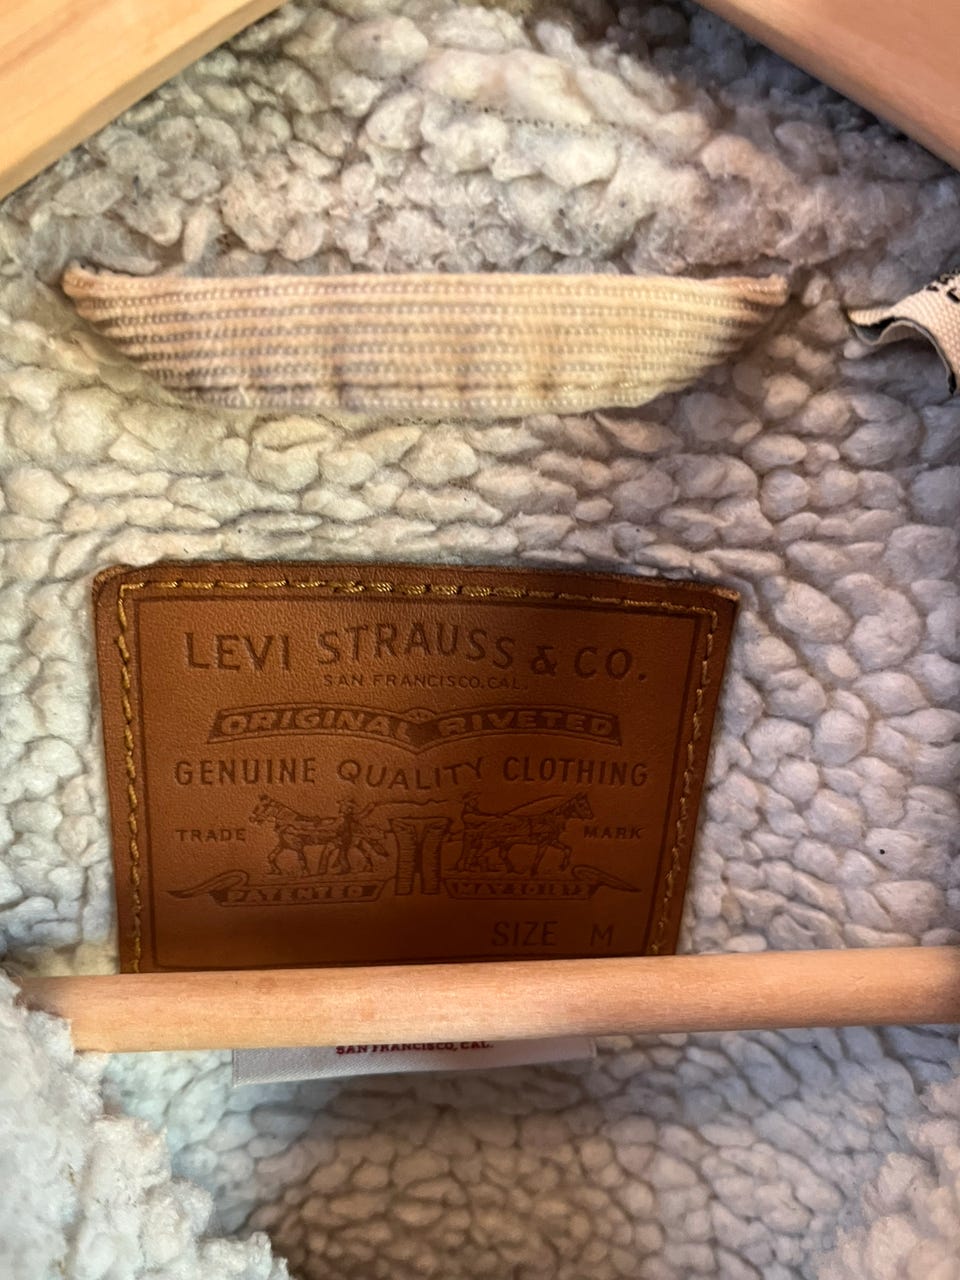 LEVI STRAUSS & CO.
SAN FRANCISCO, CAL.
ORIGINAL RIVETED
GENUINE QUALITY CLOTHING
TRADE MARK
PATENTED MAY 20 1873
SIZE M
SAN FRANCISCO, CAL.